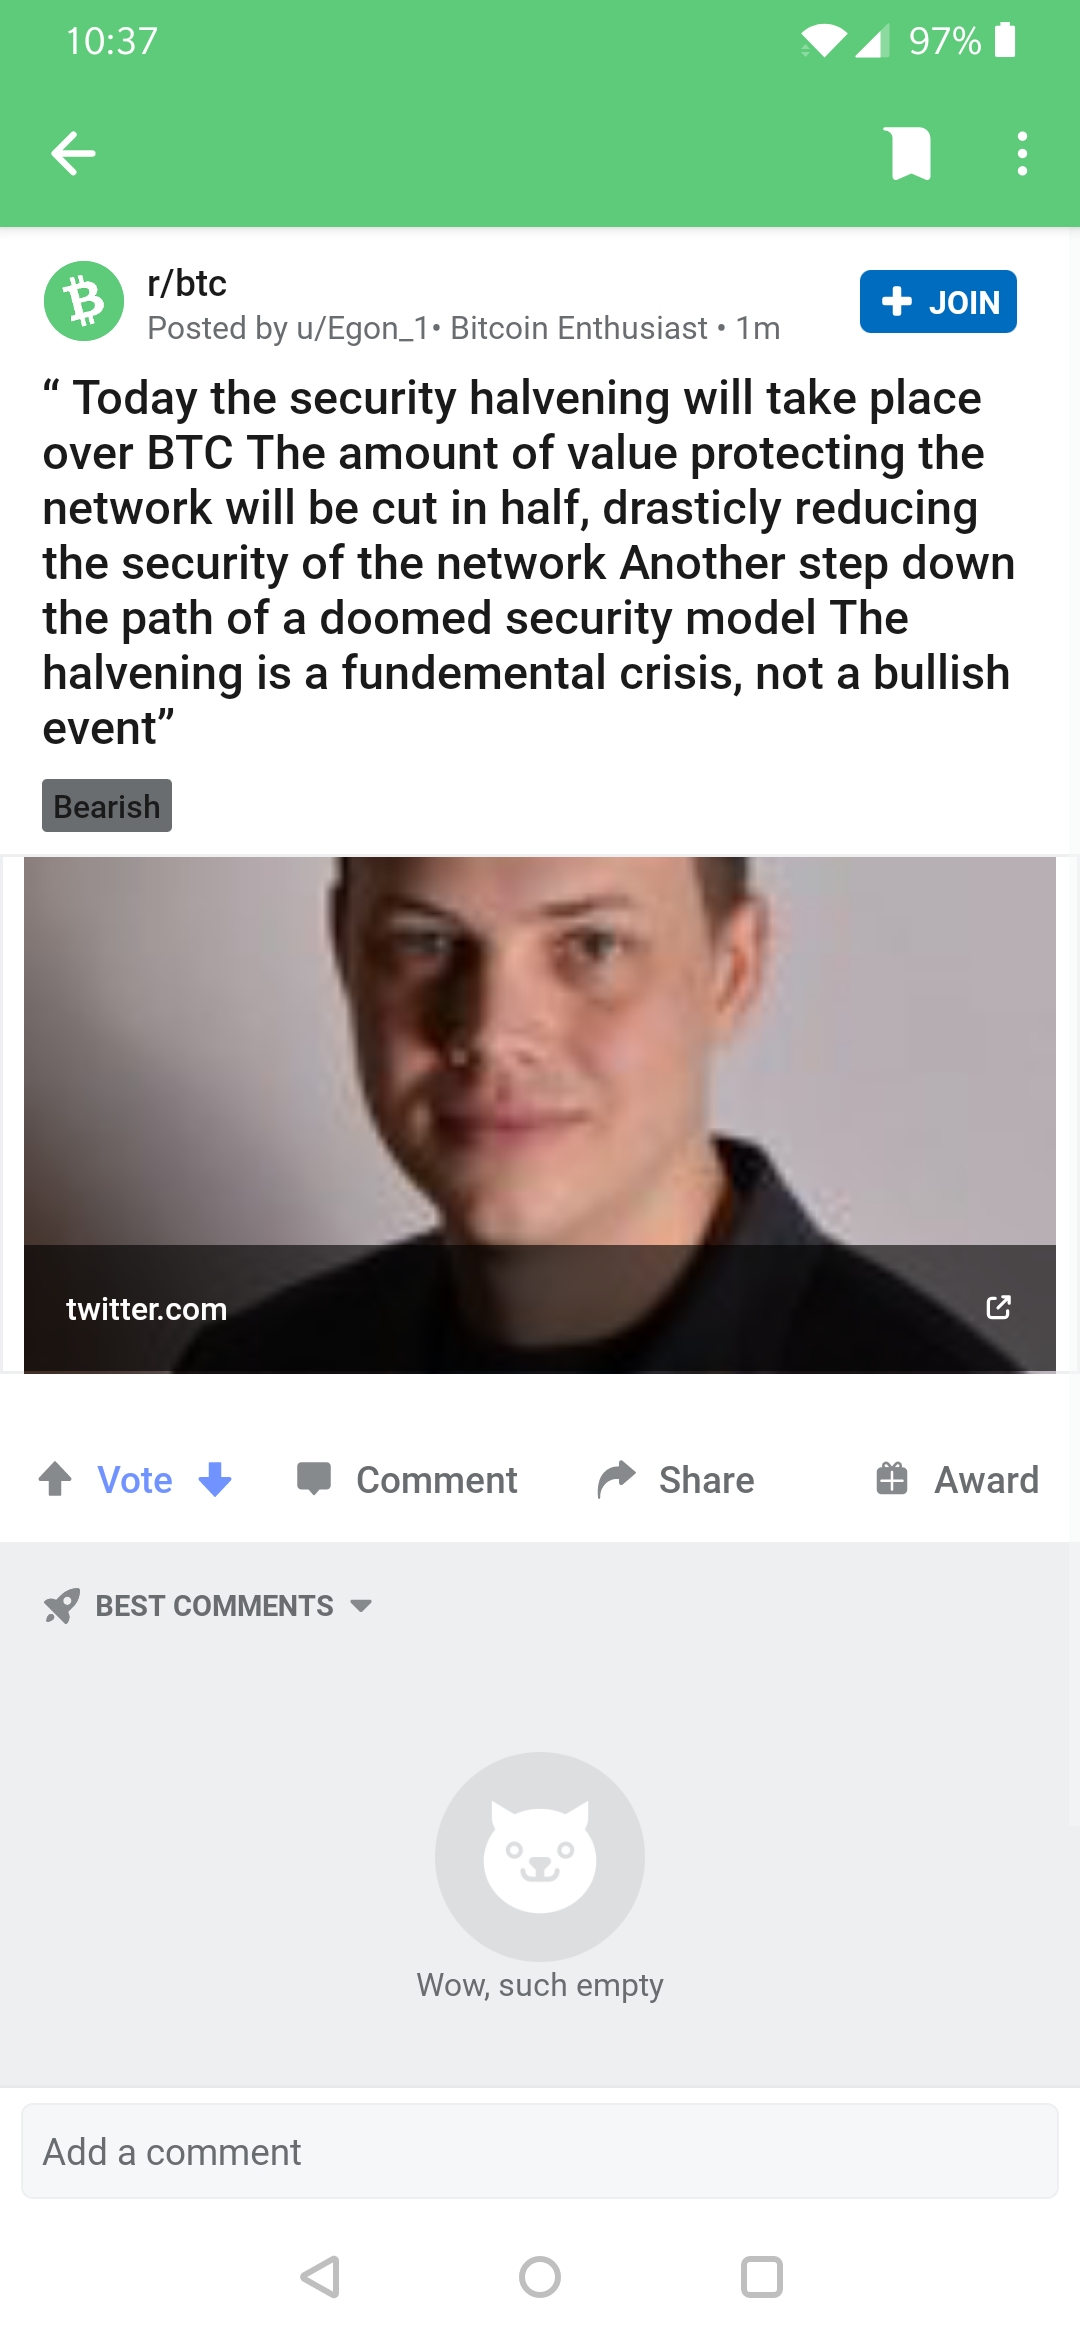 10:37
97%
r/btc
JOIN
Posted by u/Egon_1• Bitcoin Enthusiast • 1m
“ Today the security halvening will take place
over BTC The amount of value protecting the
network will be cut in half, drasticly reducing
the security of the network Another step down
the path of a doomed security model The
halvening is a fundemental crisis, not a bullish
event”
Bearish
twitter.com
Vote
Comment
Share
Award
BEST COMMENTS
Wow, such empty
Add a comment